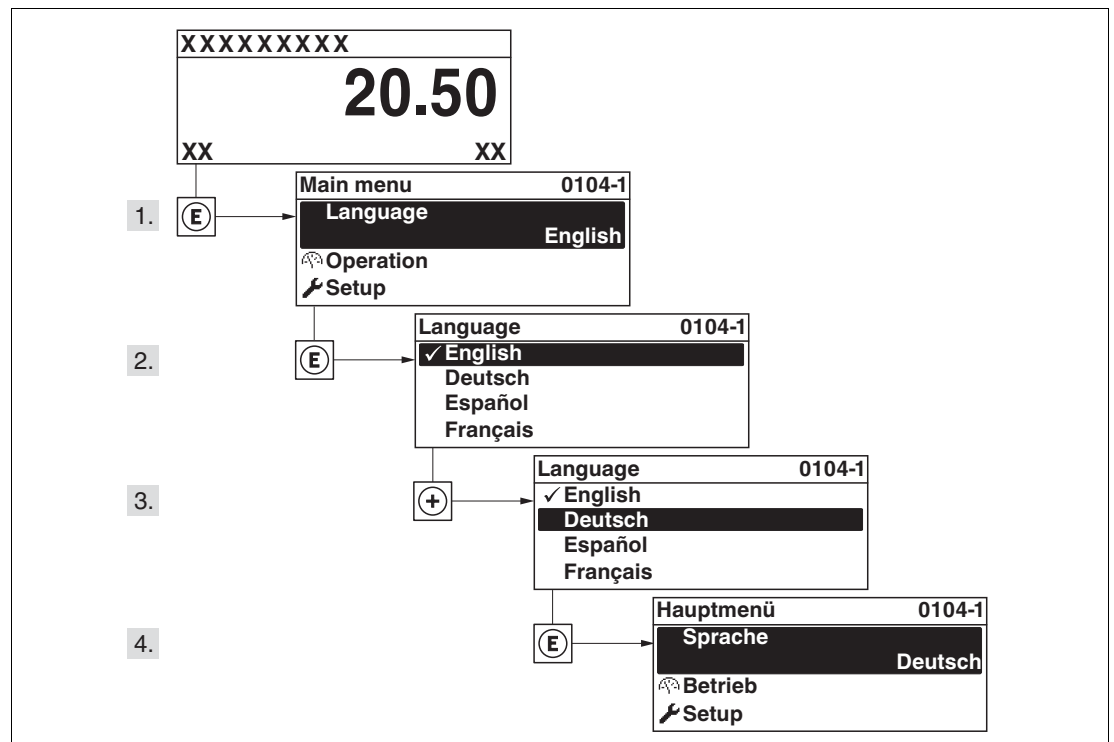 XXXXXXXXX
20.50
XX XX
1. E
Main menu 0104-1
Language
English
Operation
Setup
2. E
Language 0104-1
✓ English
Deutsch
Español
Français
3. +
Language 0104-1
✓ English
Deutsch
Español
Français
4. E
Hauptmenü 0104-1
Sprache
Deutsch
Betrieb
Setup